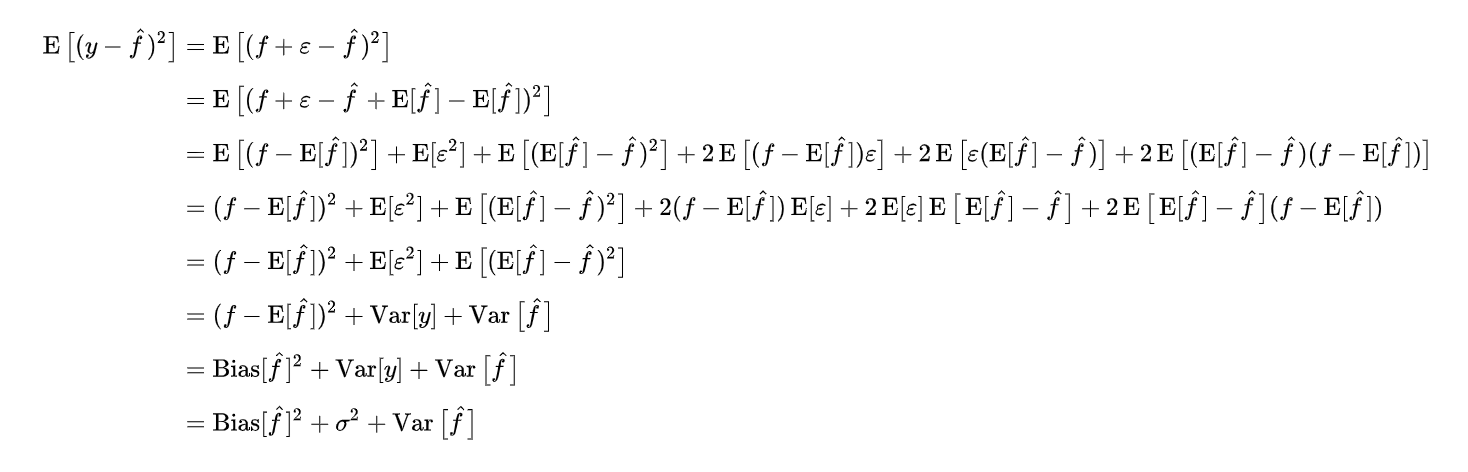 E[(y − f̂)²] = E[(f + ε − f̂)²]
= E[(f + ε − f̂ + E[f̂] − E[f̂])²]
= E[(f − E[f̂])²] + E[ε²] + E[(E[f̂] − f̂)²] + 2 E[(f − E[f̂])ε] + 2 E[ε(E[f̂] − f̂)] + 2 E[(E[f̂] − f̂)(f − E[f̂])]
= (f − E[f̂])² + E[ε²] + E[(E[f̂] − f̂)²] + 2(f − E[f̂]) E[ε] + 2 E[ε] E[E[f̂] − f̂] + 2 E[E[f̂] − f̂](f − E[f̂])
= (f − E[f̂])² + E[ε²] + E[(E[f̂] − f̂)²]
= (f − E[f̂])² + Var[y] + Var[f̂]
= Bias[f̂]² + Var[y] + Var[f̂]
= Bias[f̂]² + σ² + Var[f̂]